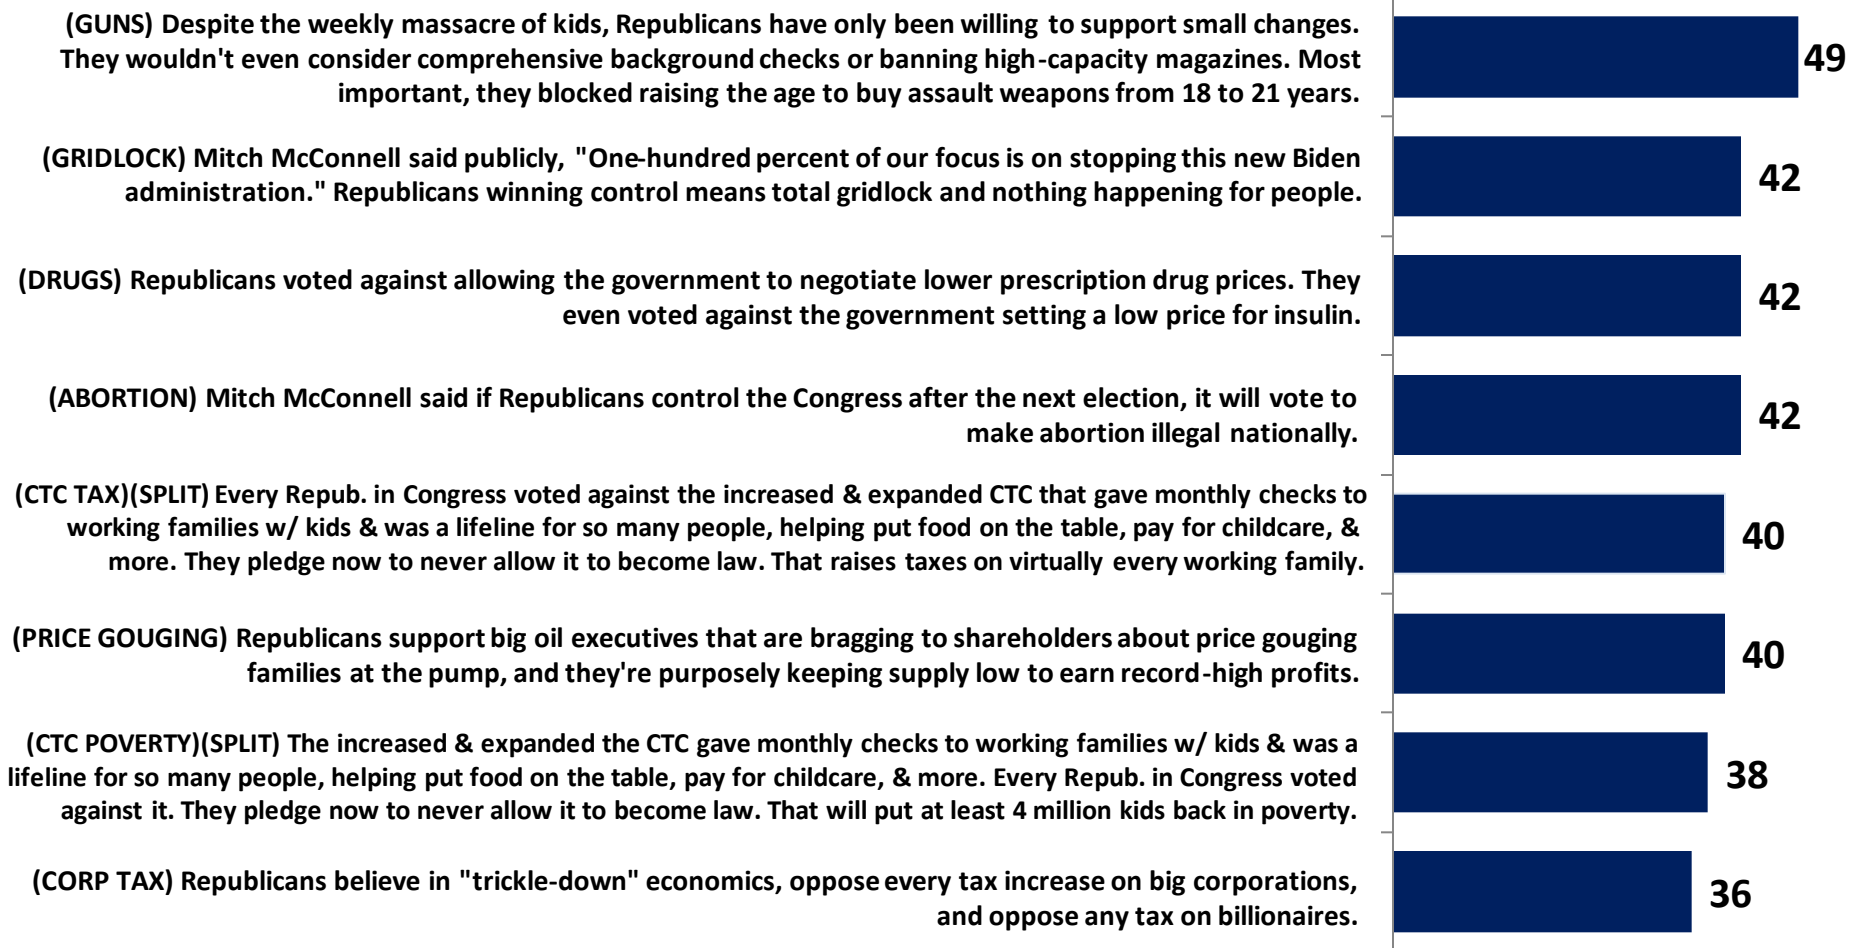 (GUNS) Despite the weekly massacre of kids, Republicans have only been willing to support small changes.
They wouldn't even consider comprehensive background checks or banning high-capacity magazines. Most
important, they blocked raising the age to buy assault weapons from 18 to 21 years.
49
(GRIDLOCK) Mitch McConnell said publicly, "One-hundred percent of our focus is on stopping this new Biden
administration." Republicans winning control means total gridlock and nothing happening for people.
42
(DRUGS) Republicans voted against allowing the government to negotiate lower prescription drug prices. They
even voted against the government setting a low price for insulin.
42
(ABORTION) Mitch McConnell said if Republicans control the Congress after the next election, it will vote to
make abortion illegal nationally.
42
(CTC TAX)(SPLIT) Every Repub. in Congress voted against the increased & expanded CTC that gave monthly checks to
working families w/ kids & was a lifeline for so many people, helping put food on the table, pay for childcare, &
more. They pledge now to never allow it to become law. That raises taxes on virtually every working family.
40
(PRICE GOUGING) Republicans support big oil executives that are bragging to shareholders about price gouging
families at the pump, and they're purposely keeping supply low to earn record-high profits.
40
(CTC POVERTY)(SPLIT) The increased & expanded the CTC gave monthly checks to working families w/ kids & was a
lifeline for so many people, helping put food on the table, pay for childcare, & more. Every Repub. in Congress voted
against it. They pledge now to never allow it to become law. That will put at least 4 million kids back in poverty.
38
(CORP TAX) Republicans believe in "trickle-down" economics, oppose every tax increase on big corporations,
and oppose any tax on billionaires.
36